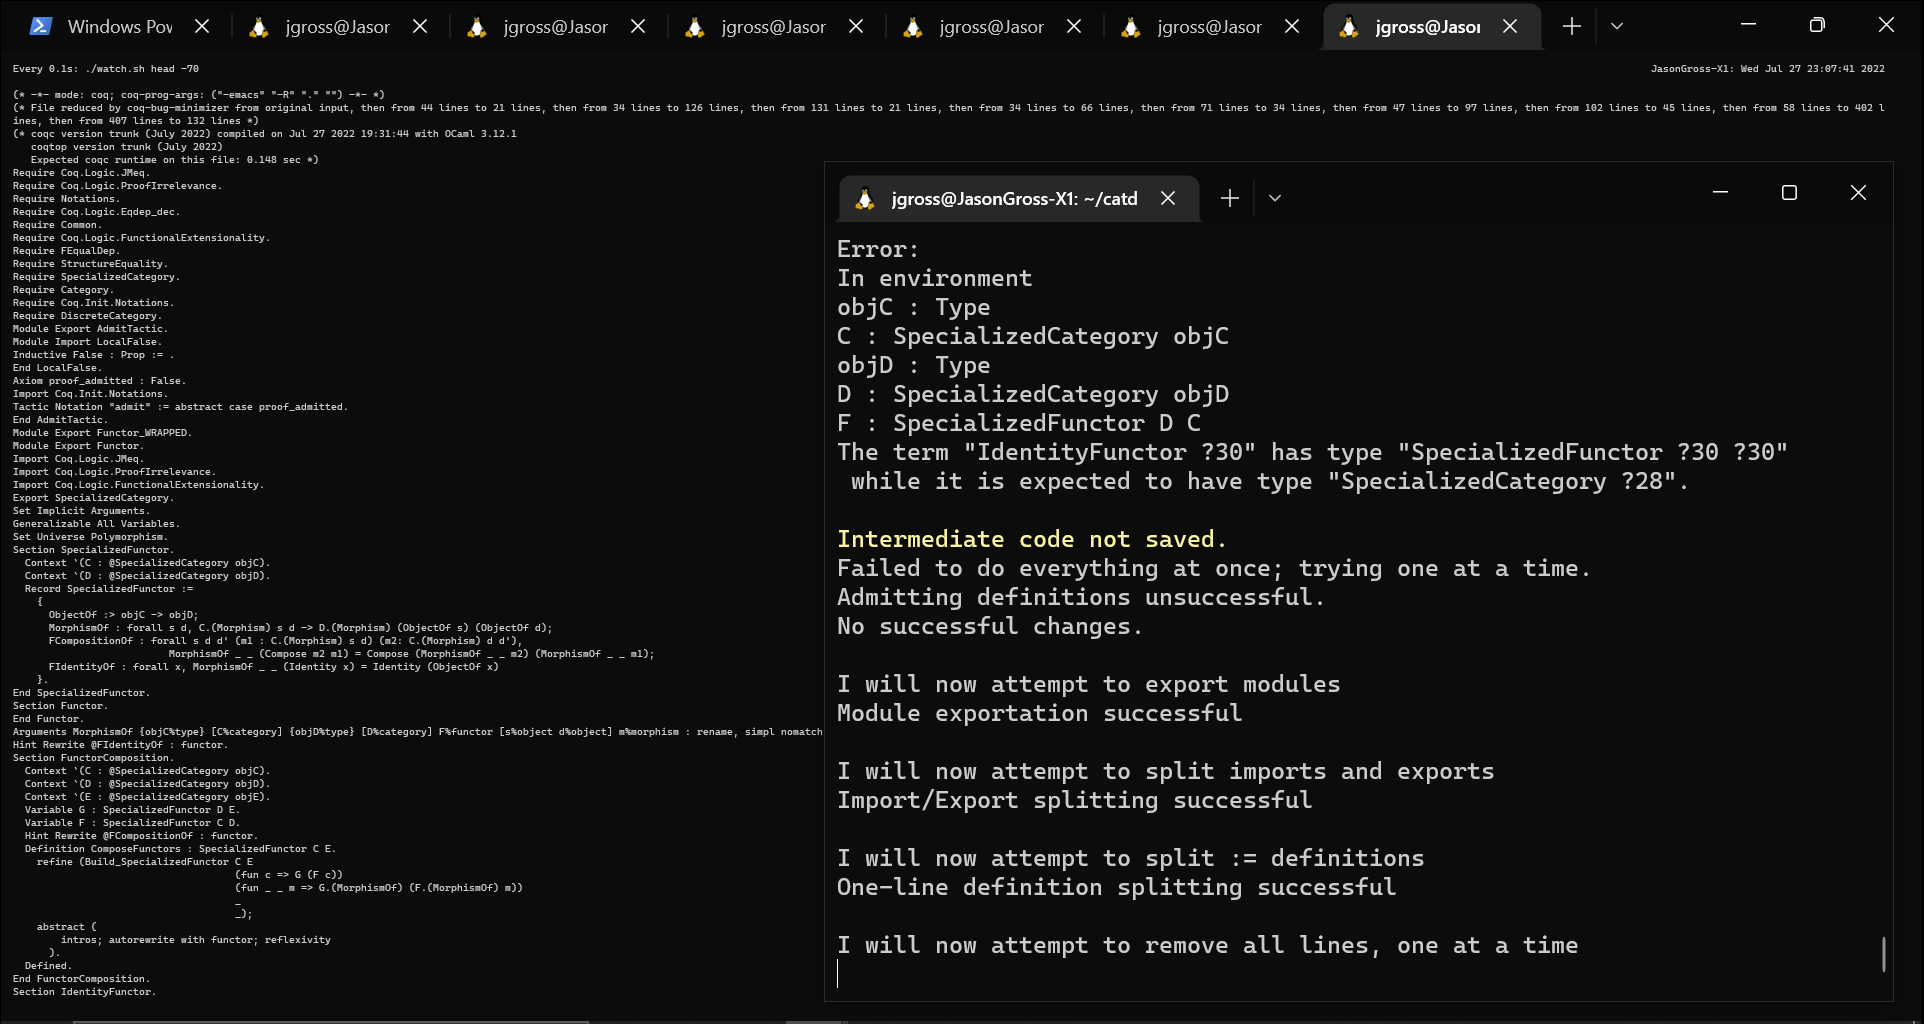 Windows Pow
jgross@Jasor
jgross@Jasor
jgross@Jasor
jgross@Jasor
jgross@Jasor
jgross@Jasor
Every 0.1s: ./watch.sh head -70
JasonGross-X1: Wed Jul 27 23:07:41 2022
(* -*- mode: coq; coq-prog-args: ("-emacs" "-R" "." "") -*- *)
(* File reduced by coq-bug-minimizer from original input, then from 44 lines to 21 lines, then from 34 lines to 126 lines, then from 131 lines to 21 lines, then from 34 lines to 66 lines, then from 71 lines to 34 lines, then from 47 lines to 97 lines, then from 102 lines to 45 lines, then from 58 lines to 402 l
ines, then from 407 lines to 132 lines *)
(* coqc version trunk (July 2022) compiled on Jul 27 2022 19:31:44 with OCaml 3.12.1
   coqtop version trunk (July 2022)
   Expected coqc runtime on this file: 0.148 sec *)
Require Coq.Logic.JMeq.
Require Coq.Logic.ProofIrrelevance.
Require Notations.
Require Coq.Logic.Eqdep_dec.
Require Common.
Require Coq.Logic.FunctionalExtensionality.
Require FEqualDep.
Require StructureEquality.
Require SpecializedCategory.
Require Category.
Require Coq.Init.Notations.
Require DiscreteCategory.
Module Export AdmitTactic.
Module Import LocalFalse.
Inductive False : Prop := .
End LocalFalse.
Axiom proof_admitted : False.
Import Coq.Init.Notations.
Tactic Notation "admit" := abstract case proof_admitted.
End AdmitTactic.
Module Export Functor_WRAPPED.
Module Export Functor.
Import Coq.Logic.JMeq.
Import Coq.Logic.ProofIrrelevance.
Import Coq.Logic.FunctionalExtensionality.
Export SpecializedCategory.
Set Implicit Arguments.
Generalizable All Variables.
Set Universe Polymorphism.
Section SpecializedFunctor.
  Context `(C : @SpecializedCategory objC).
  Context `(D : @SpecializedCategory objD).
  Record SpecializedFunctor :=
    {
      ObjectOf :> objC -> objD;
      MorphismOf : forall s d, C.(Morphism) s d -> D.(Morphism) (ObjectOf s) (ObjectOf d);
      FCompositionOf : forall s d d' (m1 : C.(Morphism) s d) (m2: C.(Morphism) d d'),
                          MorphismOf _ _ (Compose m2 m1) = Compose (MorphismOf _ _ m2) (MorphismOf _ _ m1);
      FIdentityOf : forall x, MorphismOf _ _ (Identity x) = Identity (ObjectOf x)
    }.
End SpecializedFunctor.
Section Functor.
End Functor.
Arguments MorphismOf {objC%type} [C%category] {objD%type} [D%category] F%functor [s%object d%object] m%morphism : rename, simpl nomatch
Hint Rewrite @FIdentityOf : functor.
Section FunctorComposition.
  Context `(C : @SpecializedCategory objC).
  Context `(D : @SpecializedCategory objD).
  Context `(E : @SpecializedCategory objE).
  Variable G : SpecializedFunctor D E.
  Variable F : SpecializedFunctor C D.
  Hint Rewrite @FCompositionOf : functor.
  Definition ComposeFunctors : SpecializedFunctor C E.
    refine (Build_SpecializedFunctor C E
                                     (fun c => G (F c))
                                     (fun _ _ m => G.(MorphismOf) (F.(MorphismOf) m))
                                     _
                                     _);
    abstract (
        intros; autorewrite with functor; reflexivity
      ).
  Defined.
End FunctorComposition.
Section IdentityFunctor.
jgross@JasonGross-X1: ~/catd
Error:
In environment
objC : Type
C : SpecializedCategory objC
objD : Type
D : SpecializedCategory objD
F : SpecializedFunctor D C
The term "IdentityFunctor ?30" has type "SpecializedFunctor ?30 ?30"
 while it is expected to have type "SpecializedCategory ?28".
Intermediate code not saved.
Failed to do everything at once; trying one at a time.
Admitting definitions unsuccessful.
No successful changes.
I will now attempt to export modules
Module exportation successful
I will now attempt to split imports and exports
Import/Export splitting successful
I will now attempt to split := definitions
One-line definition splitting successful
I will now attempt to remove all lines, one at a time